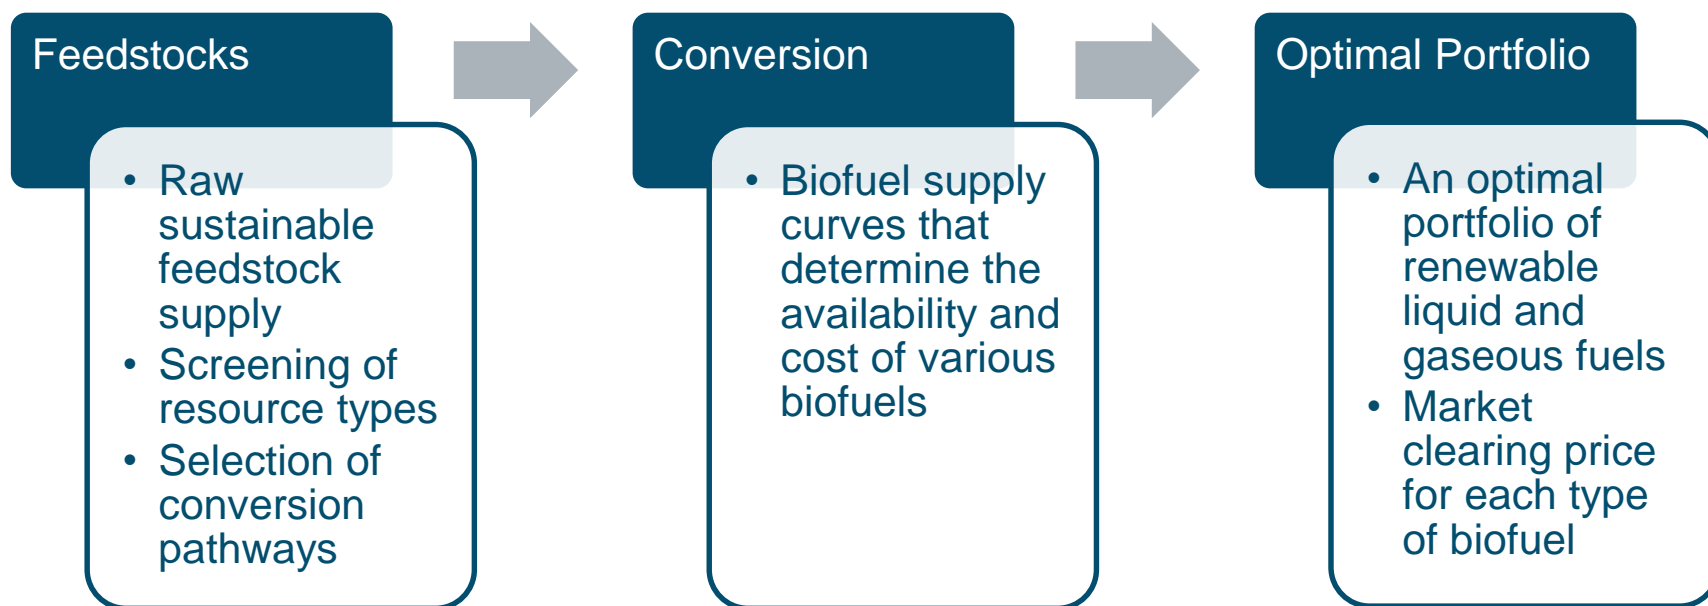 Feedstocks
• Raw
sustainable
feedstock
supply
• Screening of
resource types
• Selection of
conversion
pathways
Conversion
• Biofuel supply
curves that
determine the
availability and
cost of various
biofuels
Optimal Portfolio
• An optimal
portfolio of
renewable
liquid and
gaseous fuels
• Market
clearing price
for each type
of biofuel